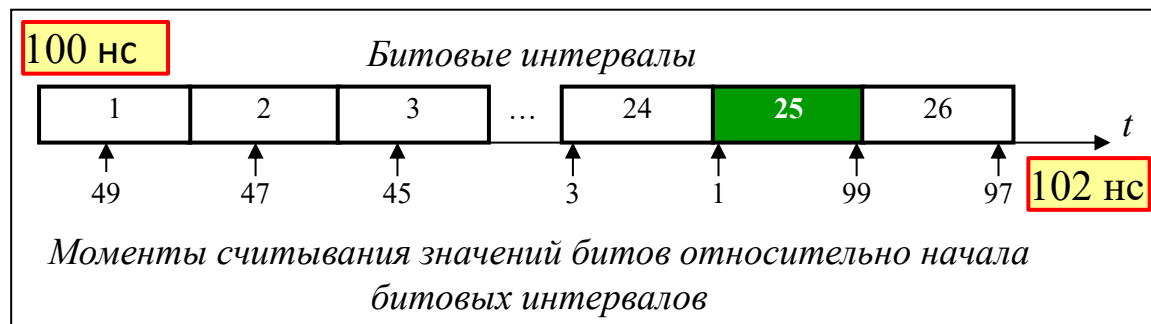 100 нс
Битовые интервалы
1 2 3 ... 24 25 26
t
49 47 45 3 1 99 97
102 нс
Моменты считывания значений битов относительно начала
битовых интервалов